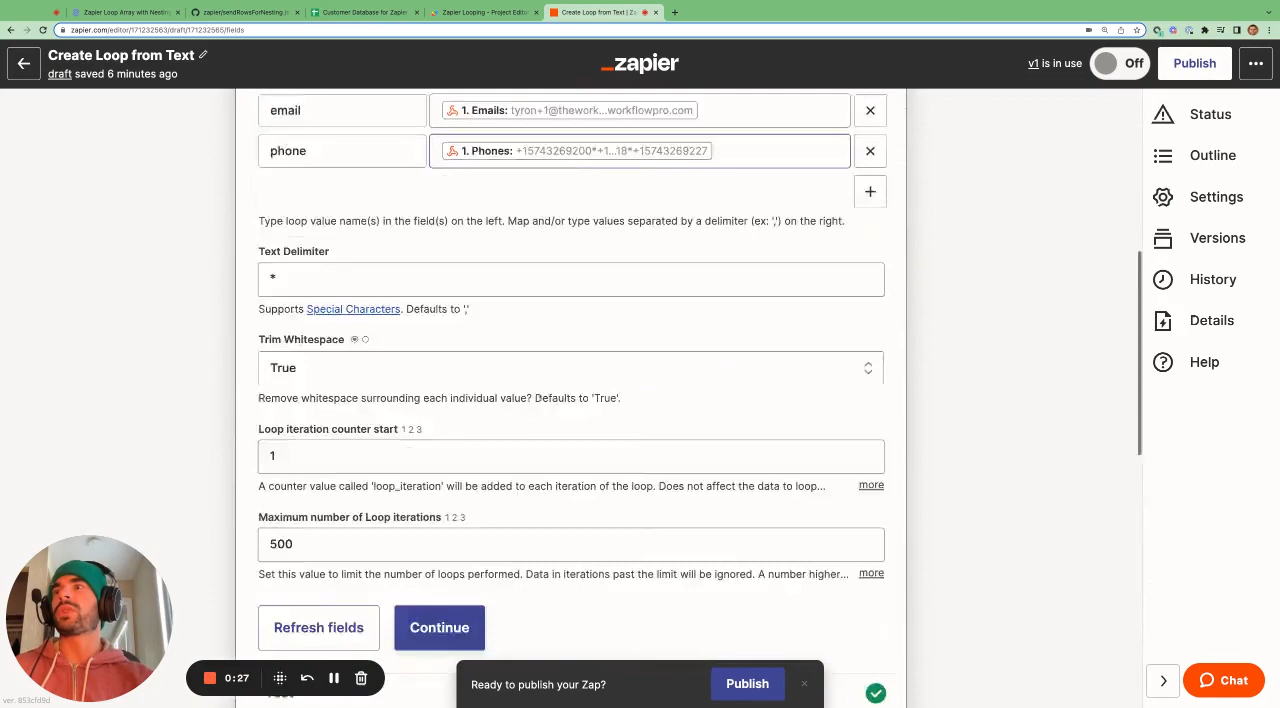 Zapier Loop Array with Nesting
zapier/sendRowsForNesting.js
Customer Database for Zapier
Zapier Looping - Project Editor
Create Loop from Text | Za
zapier.com/editor/171232563/draft/171232565/fields
Create Loop from Text
draft saved 6 minutes ago
_zapier
v1 is in use
Off
Publish
email
1. Emails: tyron+1@thework...workflowpro.com
phone
1. Phones: +15743269200*+1...18*+15743269227
Type loop value name(s) in the field(s) on the left. Map and/or type values separated by a delimiter (ex: ',') on the right.
Text Delimiter
*
Supports Special Characters. Defaults to ','
Trim Whitespace
True
Remove whitespace surrounding each individual value? Defaults to 'True'.
Loop iteration counter start 1 2 3
1
A counter value called 'loop_iteration' will be added to each iteration of the loop. Does not affect the data to loop... more
Maximum number of Loop iterations 1 2 3
500
Set this value to limit the number of loops performed. Data in iterations past the limit will be ignored. A number higher... more
Refresh fields
Continue
Status
Outline
Settings
Versions
History
Details
Help
0:27
Ready to publish your Zap?
Publish
Chat
ver. 853cfd9d